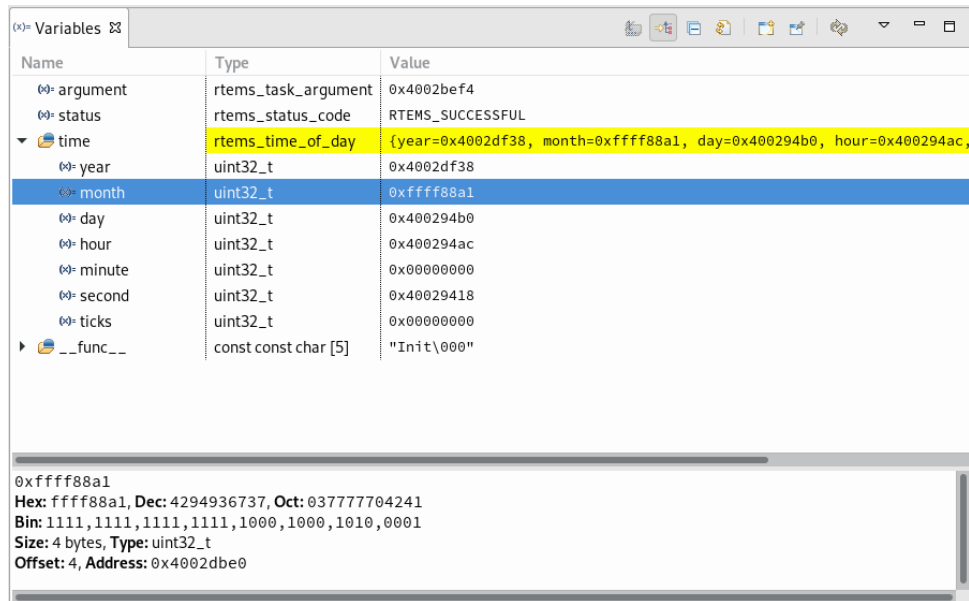 (x)= Variables
Name Type Value
(x)= argument rtems_task_argument 0x4002bef4
(x)= status rtems_status_code RTEMS_SUCCESSFUL
time rtems_time_of_day {year=0x4002df38, month=0xffff88a1, day=0x400294b0, hour=0x400294ac,
(x)= year uint32_t 0x4002df38
(x)= month uint32_t 0xffff88a1
(x)= day uint32_t 0x400294b0
(x)= hour uint32_t 0x400294ac
(x)= minute uint32_t 0x00000000
(x)= second uint32_t 0x40029418
(x)= ticks uint32_t 0x00000000
__func__ const const char [5] "Init\000"
0xffff88a1
Hex: ffff88a1, Dec: 4294936737, Oct: 037777704241
Bin: 1111,1111,1111,1111,1000,1000,1010,0001
Size: 4 bytes, Type: uint32_t
Offset: 4, Address: 0x4002dbe0